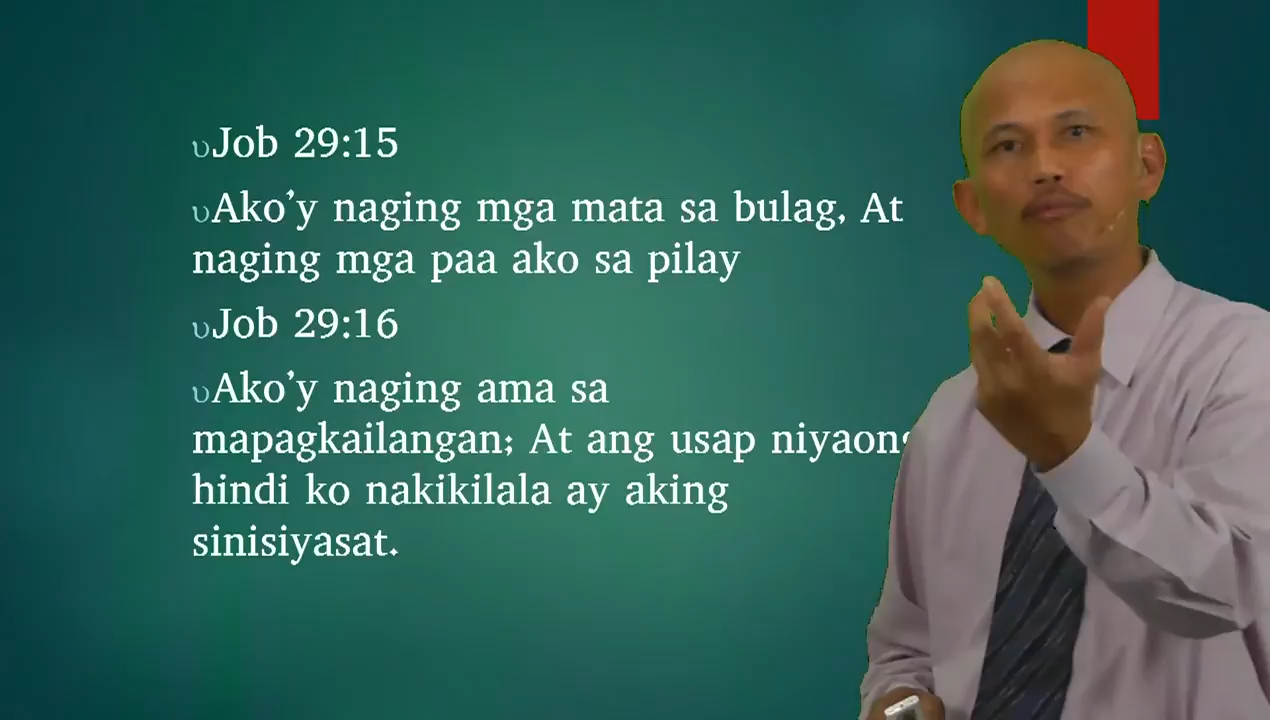 Job 29:15
Ako’y naging mga mata sa bulag, At
naging mga paa ako sa pilay
Job 29:16
Ako’y naging ama sa
mapagkailangan; At ang usap niyaong
hindi ko nakikilala ay aking
sinisiyasat.